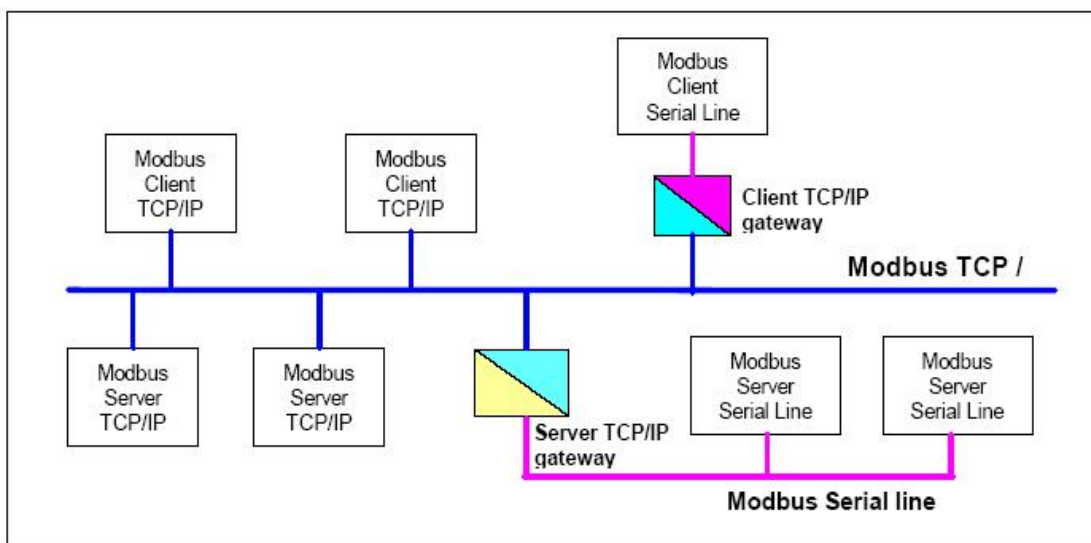 Modbus
Client
Serial Line
Modbus
Client
TCP/IP
Modbus
Client
TCP/IP
Client TCP/IP
gateway
Modbus TCP /
Modbus
Server
TCP/IP
Modbus
Server
TCP/IP
Modbus
Server
Serial Line
Modbus
Server
Serial Line
Server TCP/IP
gateway
Modbus Serial line